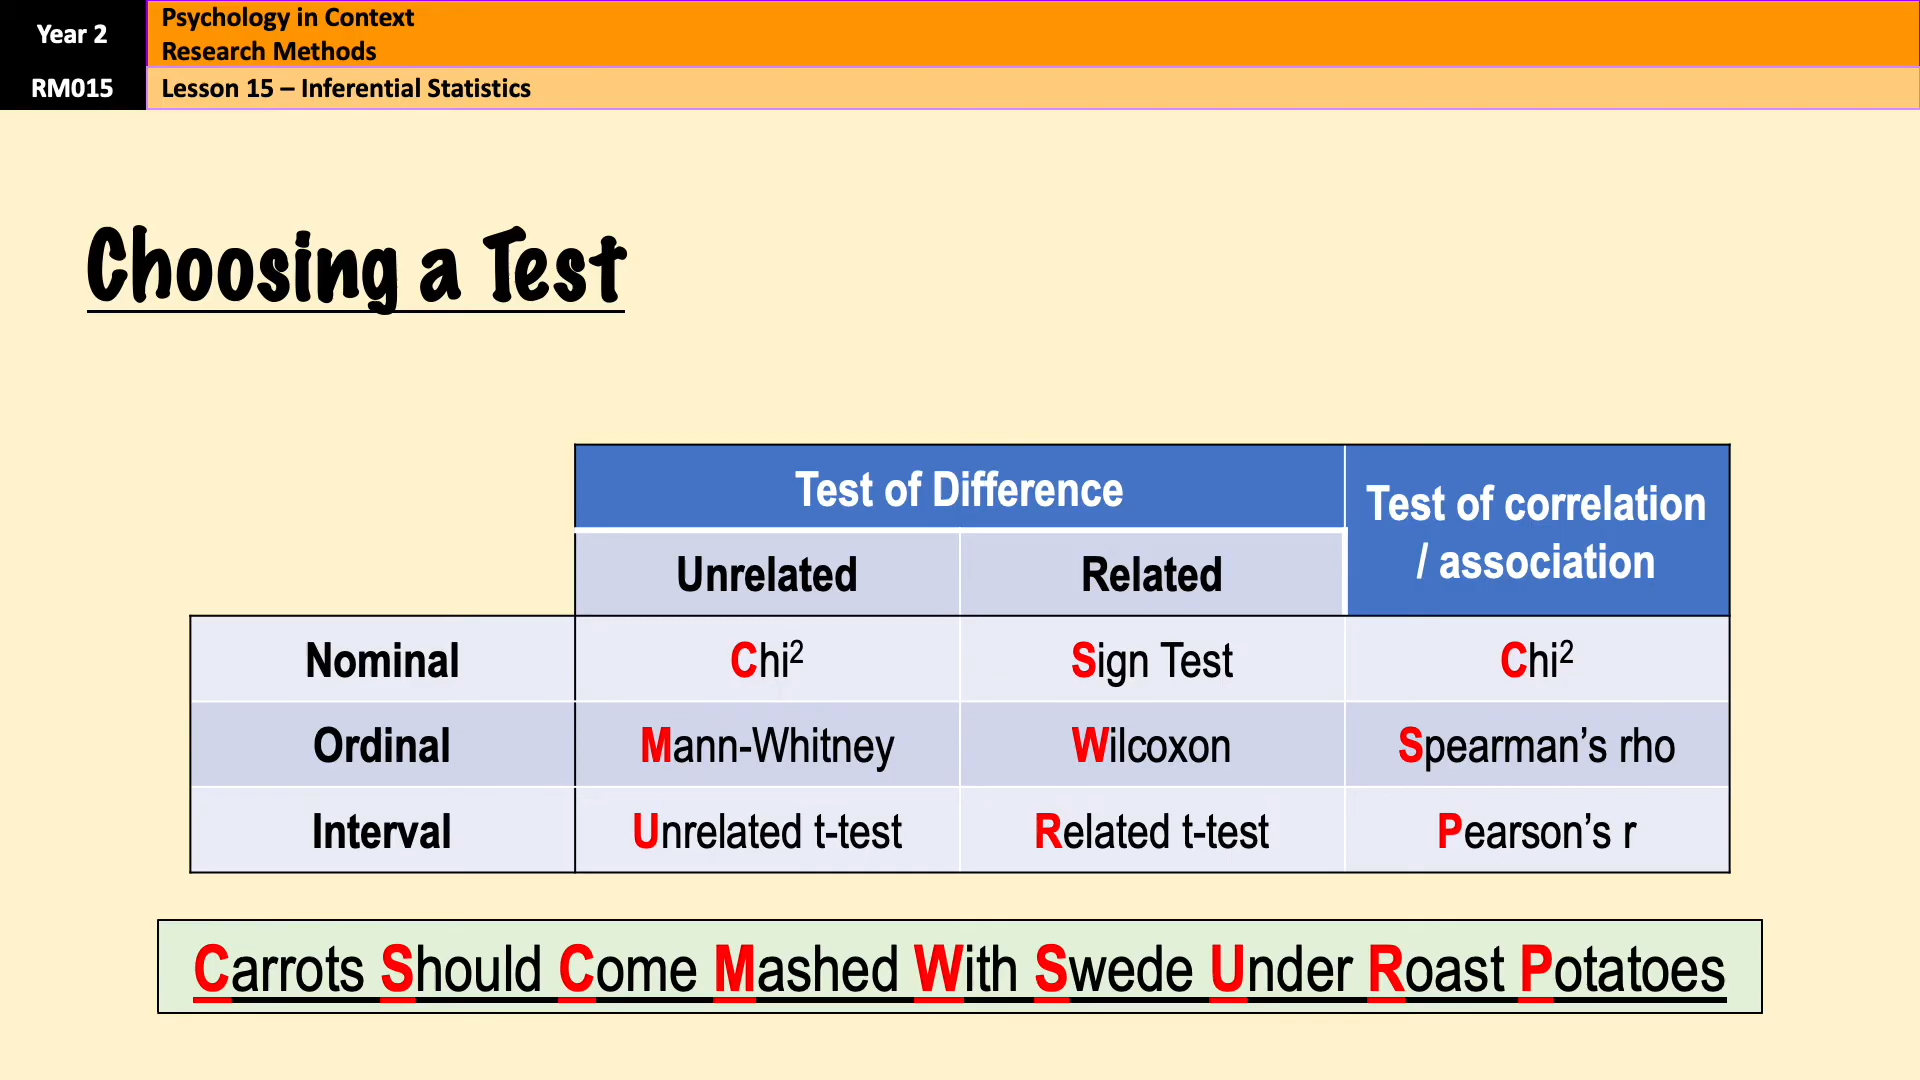 Year 2
Psychology in Context
Research Methods
RM015
Lesson 15 – Inferential Statistics
Choosing a Test
Test of Difference
Test of correlation
/ association
Unrelated
Related
Nominal
Chi²
Sign Test
Chi²
Ordinal
Mann-Whitney
Wilcoxon
Spearman’s rho
Interval
Unrelated t-test
Related t-test
Pearson’s r
Carrots Should Come Mashed With Swede Under Roast Potatoes